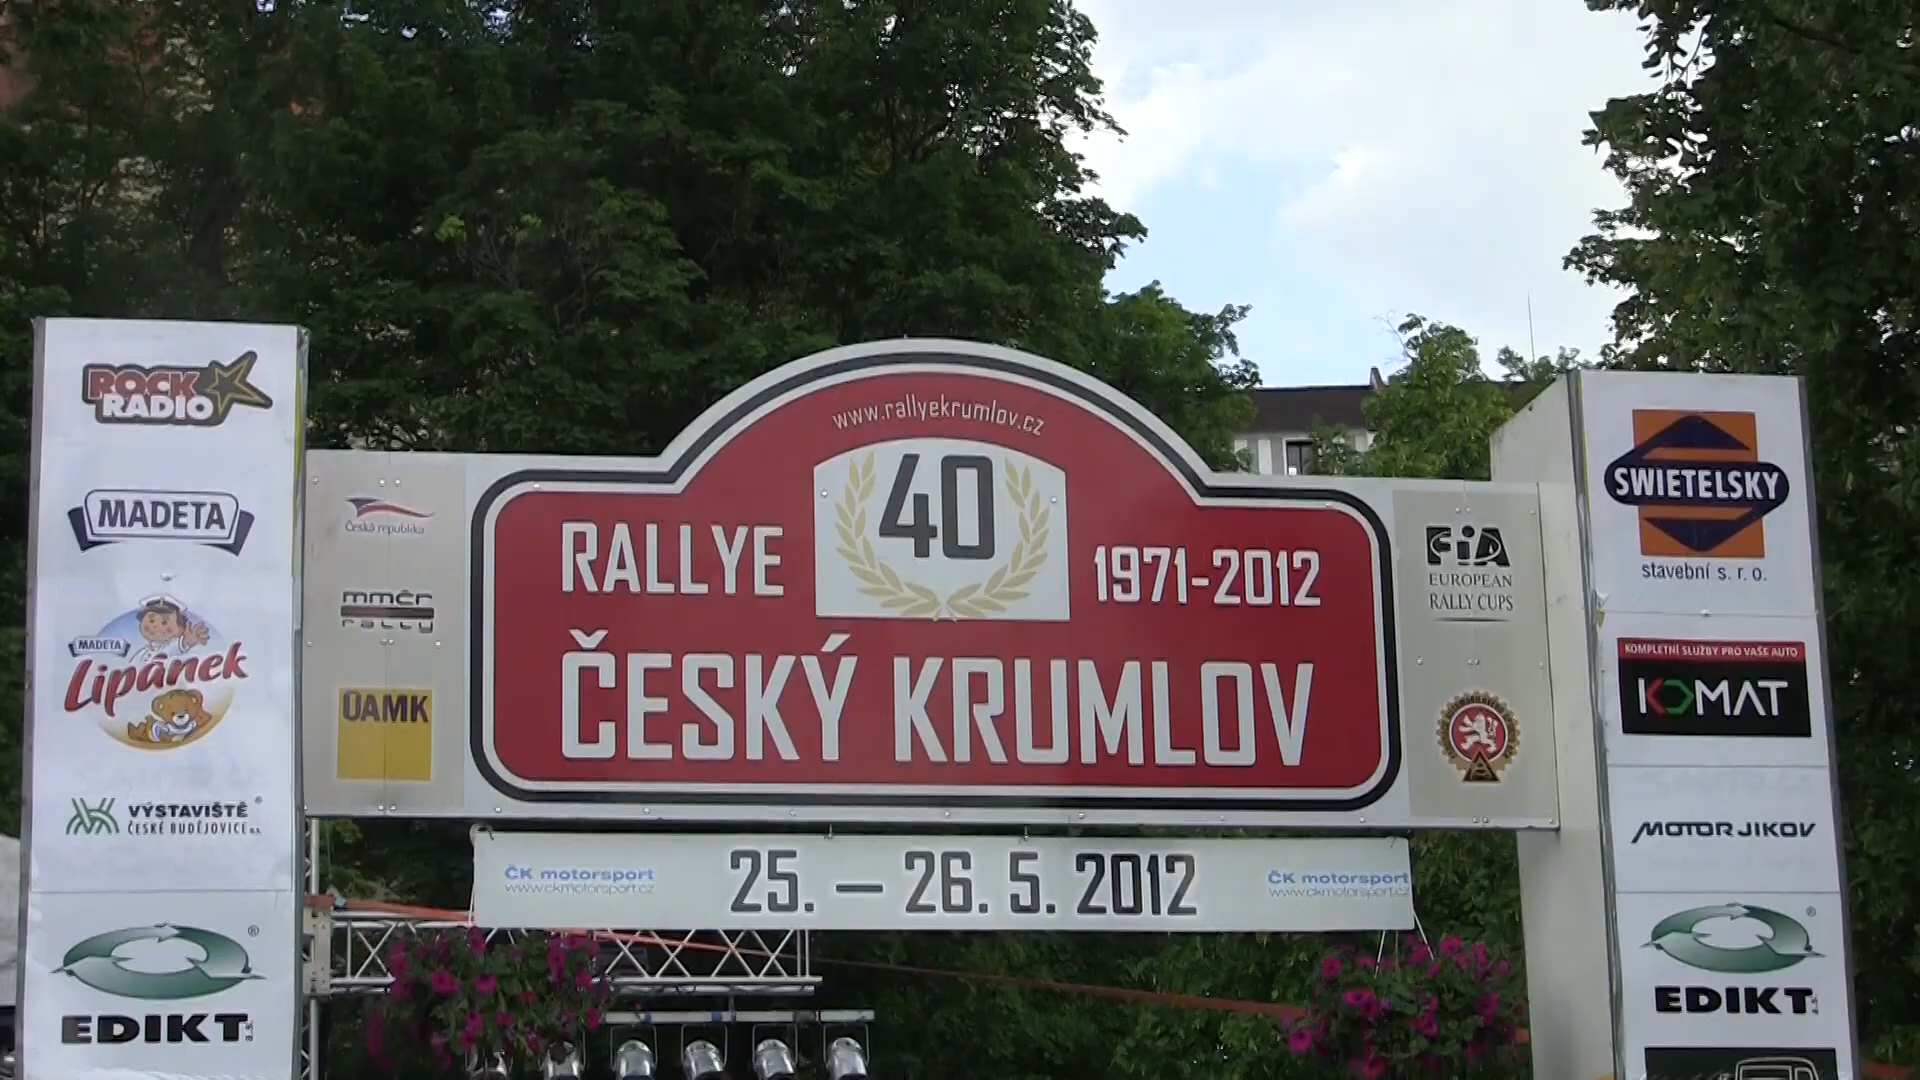 ROCK
RADIO
MADETA
MADETA
Lipánek
VÝSTAVIŠTĚ
ČESKÉ BUDĚJOVICE a.s.
EDIKT a.s.
Česká republika
mmčr
rally
ÚAMK
www.rallyekrumlov.cz
40
RALLYE
1971-2012
ČESKÝ KRUMLOV
ČK motorsport
www.ckmotorsport.cz
25. – 26. 5. 2012
ČK motorsport
www.ckmotorsport.cz
FIA
EUROPEAN
RALLY CUPS
SWIETELSKY
stavební s. r. o.
KOMPLETNÍ SLUŽBY PRO VAŠE AUTO
KOMAT
MOTOR JIKOV
EDIKT a.s.